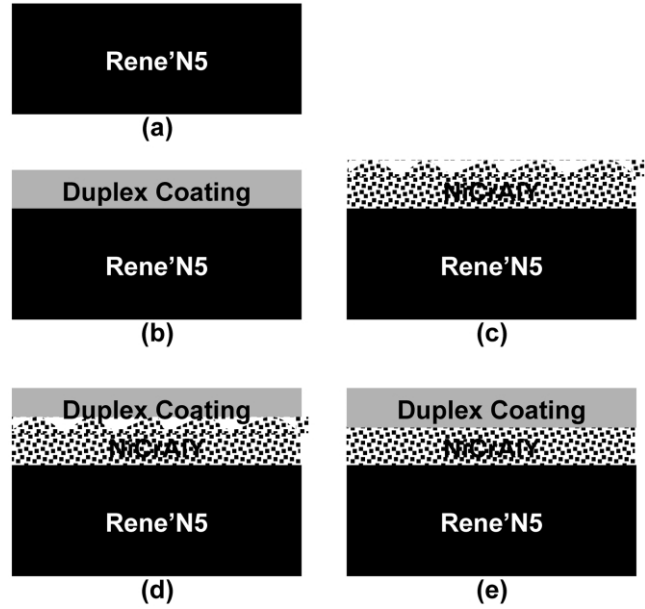 Rene’N5
(a)
Duplex Coating
Rene’N5
(b)
NiCrAlY
Rene’N5
(c)
Duplex Coating
NiCrAlY
Rene’N5
(d)
Duplex Coating
NiCrAlY
Rene’N5
(e)